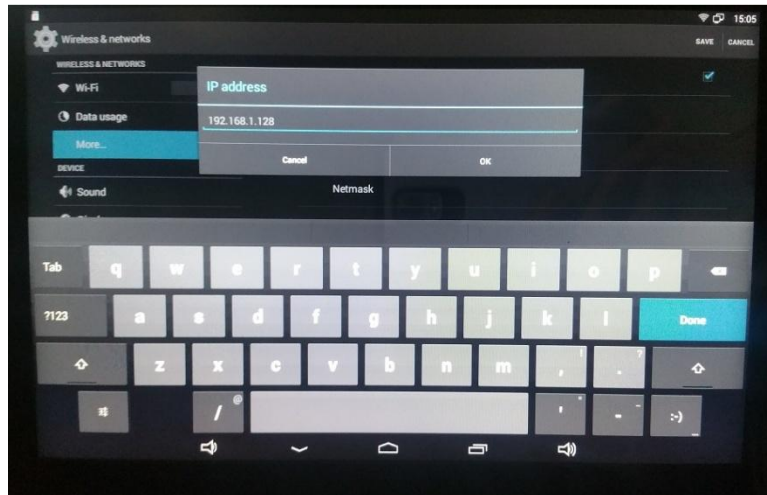 15:05
Wireless & networks
SAVE CANCEL
WIRELESS & NETWORKS
Wi-Fi
IP address
Data usage
192.168.1.128
More...
Cancel OK
DEVICE
Sound
Netmask
Tab q w e r t y u i o p
?123 a s d f g h j k l Done
z x c v b n m , ! . ?
/ @ ' " - _ :-)